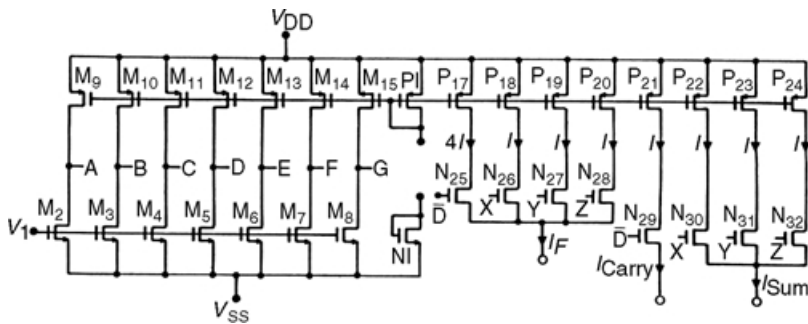 VDD
M9 M10 M11 M12 M13 M14 M15 PI P17 P18 P19 P20 P21 P22 P23 P24
4I I I I I I I I
A B C D E F G
N25 N26 N27 N28
D̅ X Y Z
M2 M3 M4 M5 M6 M7 M8
V1
NI
N29 N30 N31 N32
D̅ X Y Z
IF
ICarry
ISum
VSS